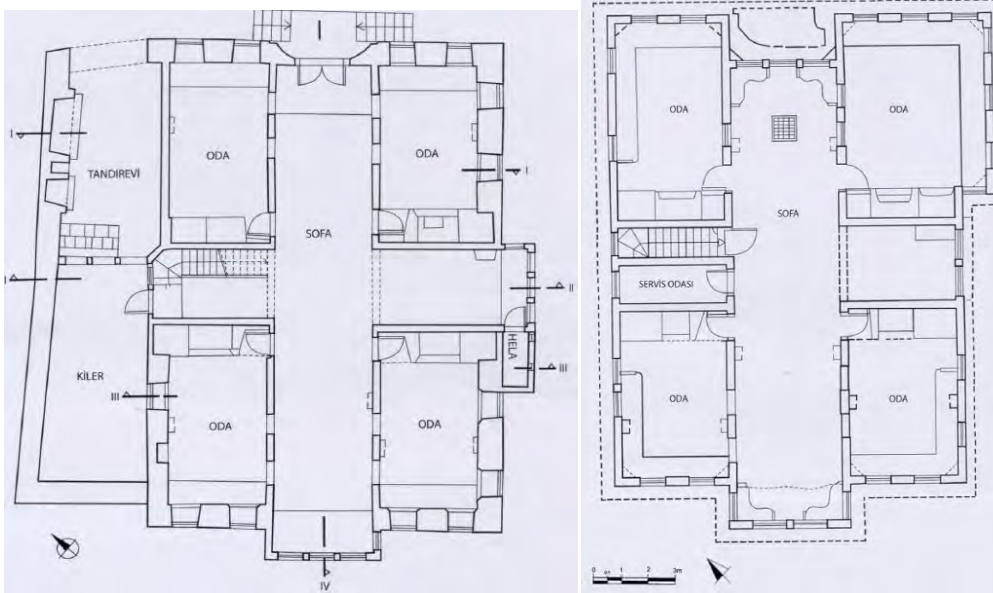 I
I
TANDIREVİ
ODA
ODA
I
SOFA
II
HELA
III
KİLER
III
ODA
ODA
IV
ODA
ODA
SOFA
SERVİS ODASI
ODA
ODA
0
1
2
3m